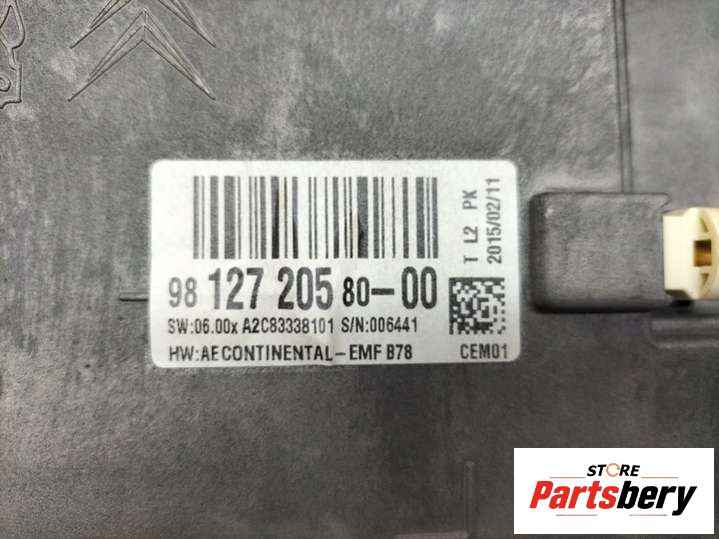 98 127 205 80-00
SW:06.00x A2C83338101 S/N:006441
HW:AE CONTINENTAL-EMF B78
CEM01
T L2 PK
2015/02/11
STORE
Partsbery